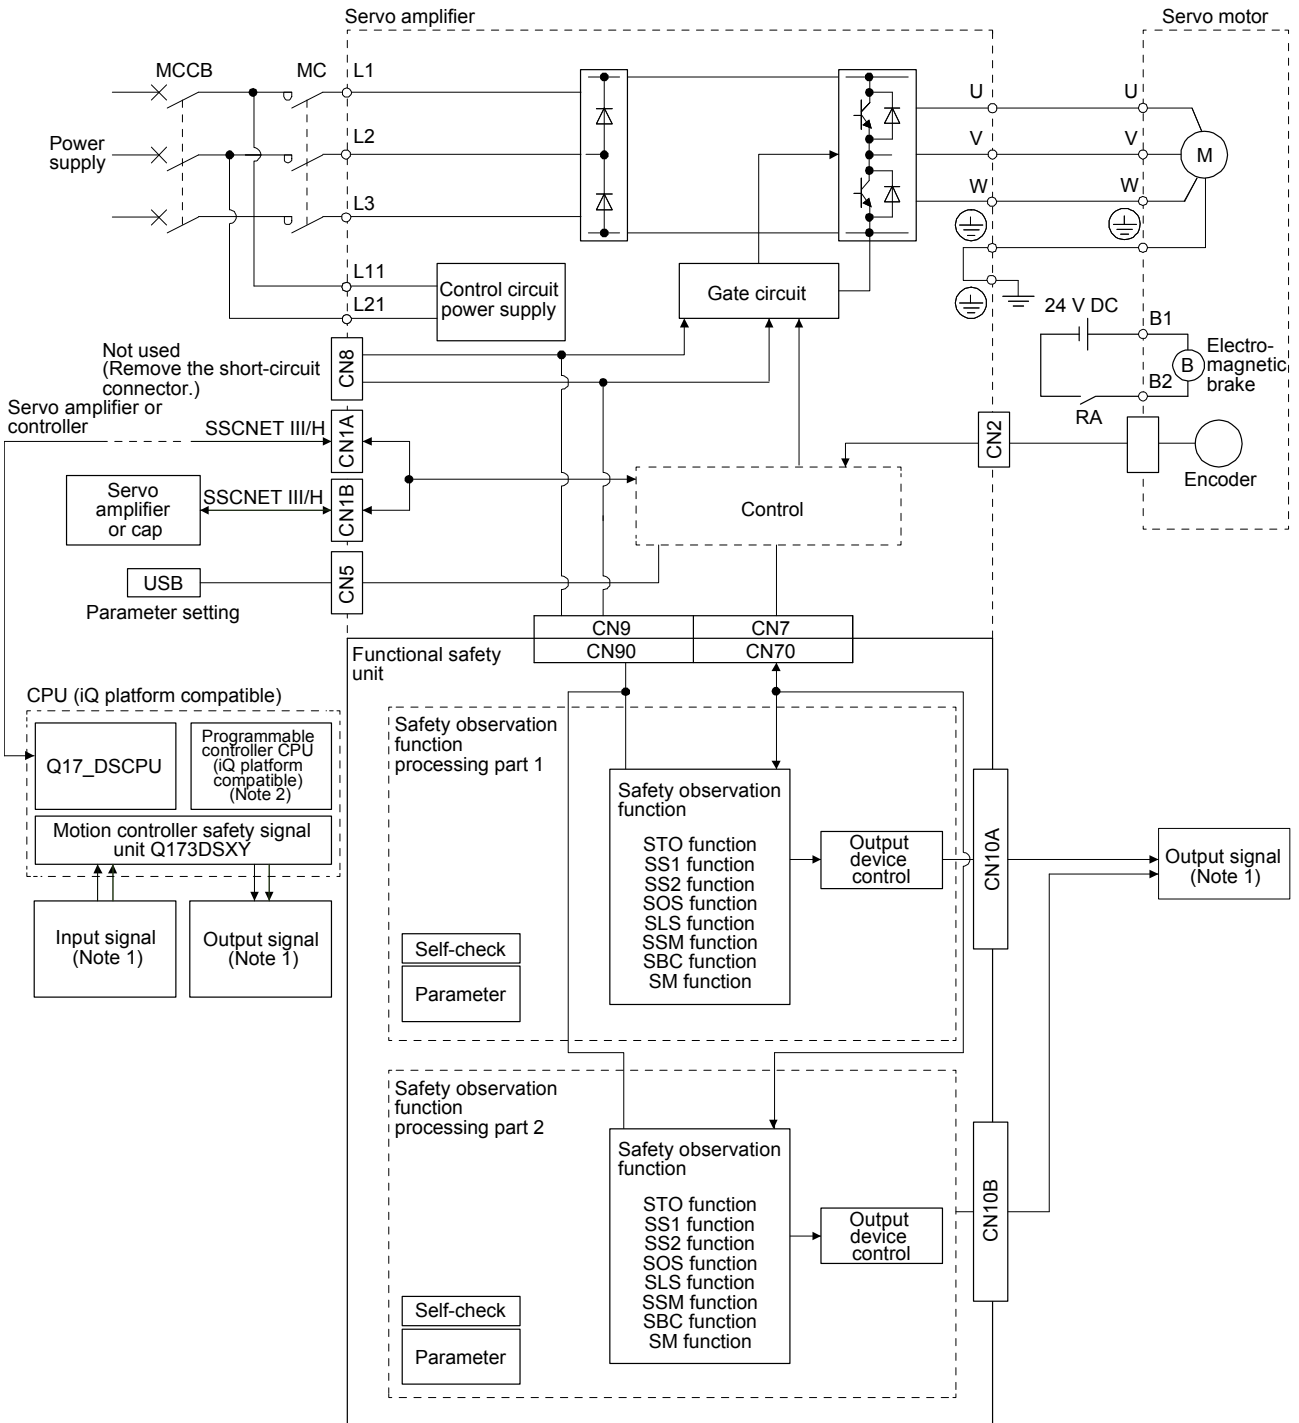 Servo amplifier
Servo motor
MCCB
MC
L1
U
U
Power
supply
L2
V
V
M
L3
W
W
L11
L21
Control circuit
power supply
Gate circuit
24 V DC
B1
B
B2
RA
Electro-
magnetic
brake
Not used
(Remove the short-circuit
connector.)
CN8
Servo amplifier or
controller
SSCNET III/H
CN1A
CN2
Encoder
Servo
amplifier
or cap
SSCNET III/H
CN1B
Control
USB
CN5
Parameter setting
CN9
CN7
CN90
CN70
Functional safety
unit
CPU (iQ platform compatible)
Q17_DSCPU
Programmable
controller CPU
(iQ platform
compatible)
(Note 2)
Motion controller safety signal
unit Q173DSXY
Input signal
(Note 1)
Output signal
(Note 1)
Safety observation
function
processing part 1
Safety observation
function
STO function
SS1 function
SS2 function
SOS function
SLS function
SSM function
SBC function
SM function
Output
device
control
CN10A
Output signal
(Note 1)
Self-check
Parameter
Safety observation
function
processing part 2
Safety observation
function
STO function
SS1 function
SS2 function
SOS function
SLS function
SSM function
SBC function
SM function
Output
device
control
CN10B
Self-check
Parameter